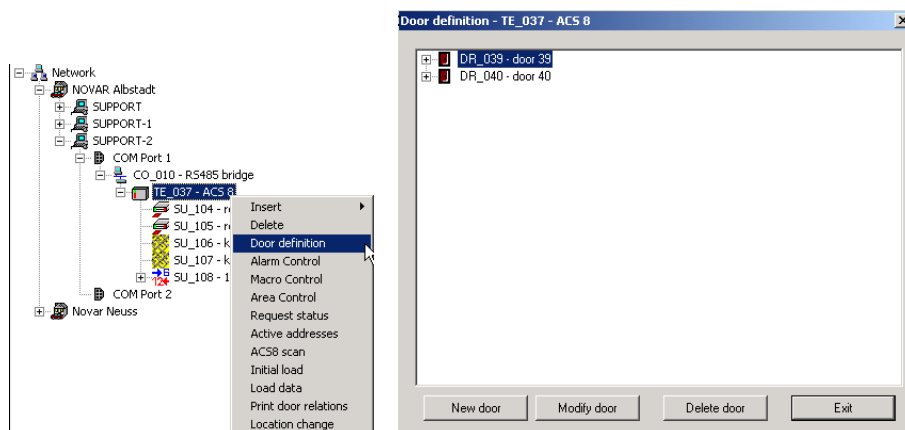 Network
NOVAR Albstadt
SUPPORT
SUPPORT-1
SUPPORT-2
COM Port 1
CO_010 - RS485 bridge
TE_037 - ACS 8
SU_104 - r
SU_105 - r
SU_106 - k
SU_107 - k
SU_108 - 1
COM Port 2
Novar Neuss
Insert
Delete
Door definition
Alarm Control
Macro Control
Area Control
Request status
Active addresses
ACS8 scan
Initial load
Load data
Print door relations
Location change
Door definition - TE_037 - ACS 8
DR_039 - door 39
DR_040 - door 40
New door Modify door Delete door Exit